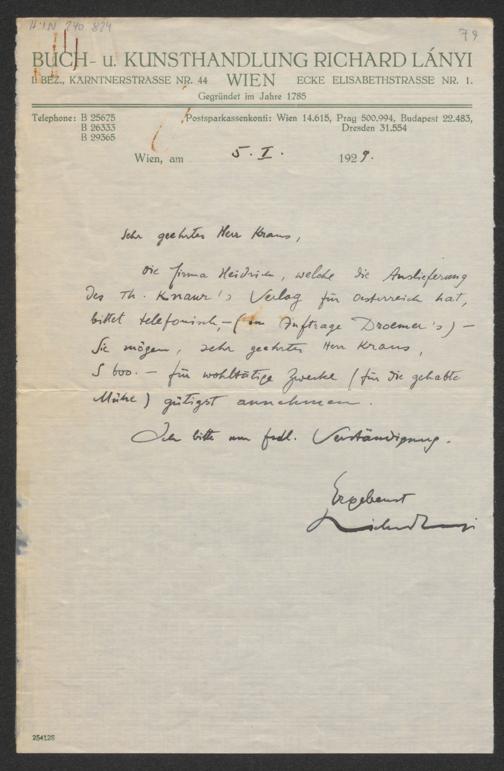 H.I.N. 240.824
79
BUCH- u. KUNSTHANDLUNG RICHARD LÁNYI
I. BEZ., KÄRNTNERSTRASSE NR. 44 WIEN ECKE ELISABETHSTRASSE NR. 1.
Gegründet im Jahre 1785
Telephone: B 25675 Postsparkassenkonti: Wien 14.615, Prag 500.994, Budapest 22.483,
B 26333 Dresden 31.554
B 29365
Wien, am 5. I. 1929.
Sehr geehrter Herr Kraus,
die Firma Heidrich, welche die Auslieferung
des Th. Knaur's Verlag für Oesterreich hat,
bittet telefonisch, – (im Auftrage Droemer's) –
Sie mögen, sehr geehrter Herr Kraus,
S 600.– für wohltätige Zwecke (für die gehabte
Mühe) gütigst annehmen.
Ich bitte um frdl. Verständigung.
Ergebenst
Richard Lányi
254128